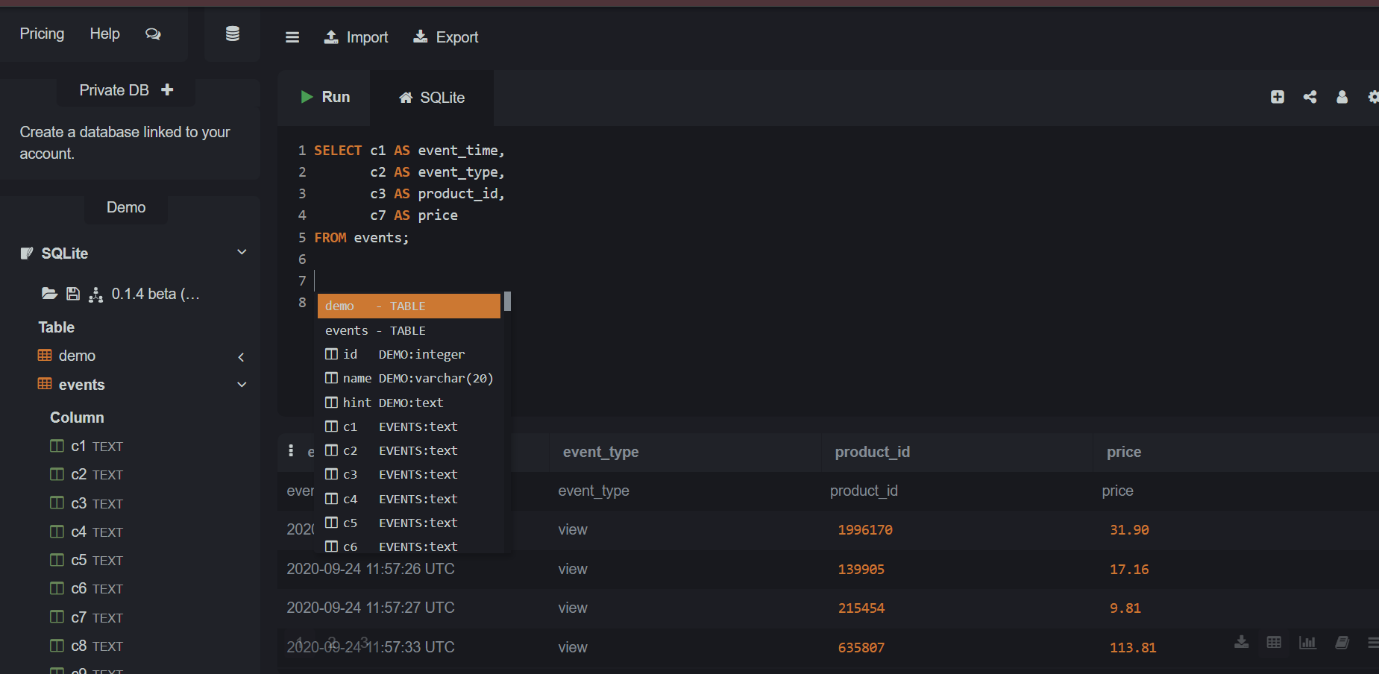 Pricing Help
Import Export
Private DB
Run SQLite
Create a database linked to your
account.
Demo
SQLite
0.1.4 beta (…
Table
demo
events
Column
c1 TEXT
c2 TEXT
c3 TEXT
c4 TEXT
c5 TEXT
c6 TEXT
c7 TEXT
c8 TEXT
c9 TEXT
1 SELECT c1 AS event_time,
2 c2 AS event_type,
3 c3 AS product_id,
4 c7 AS price
5 FROM events;
6
7
8
demo - TABLE
events - TABLE
id DEMO:integer
name DEMO:varchar(20)
hint DEMO:text
c1 EVENTS:text
c2 EVENTS:text
c3 EVENTS:text
c4 EVENTS:text
c5 EVENTS:text
c6 EVENTS:text
event_type product_id price
event_type product_id price
view 1996170 31.90
2020-09-24 11:57:26 UTC view 139905 17.16
2020-09-24 11:57:27 UTC view 215454 9.81
2020-09-24 11:57:33 UTC view 635807 113.81
1 2 3